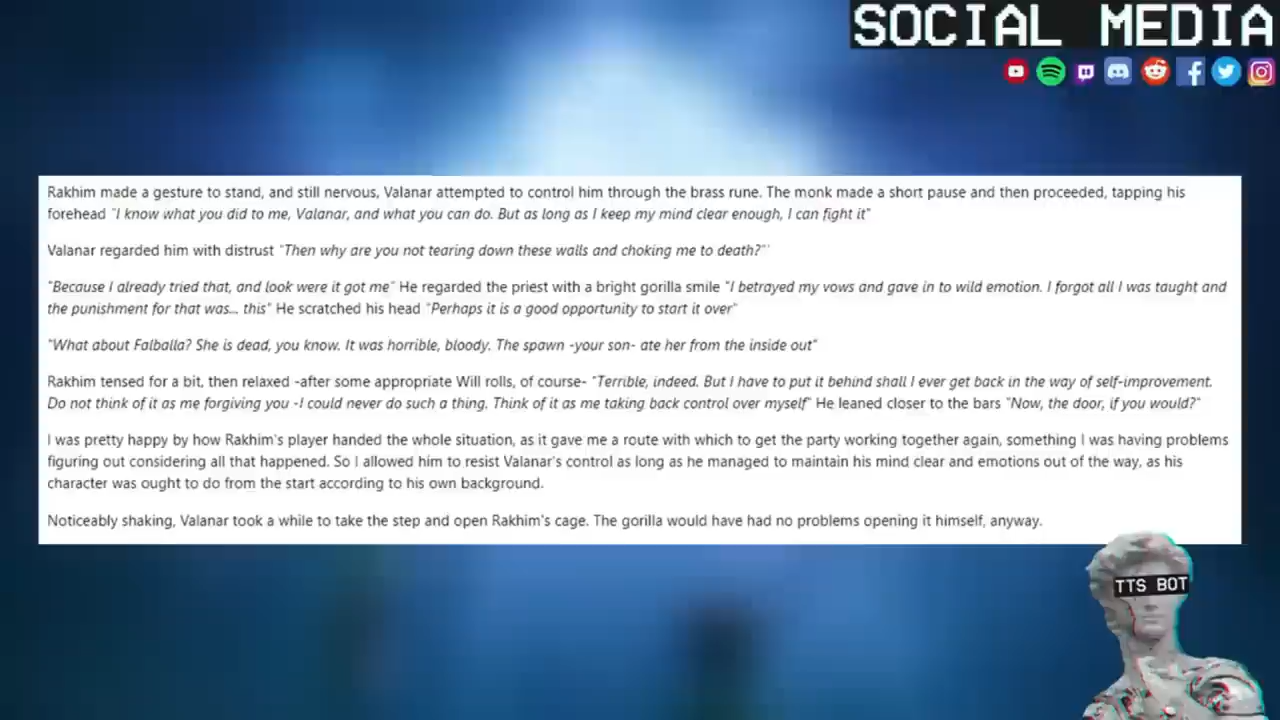 SOCIAL MEDIA
Rakhim made a gesture to stand, and still nervous, Valanar attempted to control him through the brass rune. The monk made a short pause and then proceeded, tapping his
forehead "I know what you did to me, Valanar, and what you can do. But as long as I keep my mind clear enough, I can fight it"
Valanar regarded him with distrust "Then why are you not tearing down these walls and choking me to death?"'
"Because I already tried that, and look were it got me" He regarded the priest with a bright gorilla smile "I betrayed my vows and gave in to wild emotion. I forgot all I was taught and
the punishment for that was... this" He scratched his head "Perhaps it is a good opportunity to start it over"
"What about Falballa? She is dead, you know. It was horrible, bloody. The spawn -your son- ate her from the inside out"
Rakhim tensed for a bit, then relaxed -after some appropriate Will rolls, of course- "Terrible, indeed. But I have to put it behind shall I ever get back in the way of self-improvement.
Do not think of it as me forgiving you -I could never do such a thing. Think of it as me taking back control over myself" He leaned closer to the bars "Now, the door, if you would?"
I was pretty happy by how Rakhim's player handed the whole situation, as it gave me a route with which to get the party working together again, something I was having problems
figuring out considering all that happened. So I allowed him to resist Valanar's control as long as he managed to maintain his mind clear and emotions out of the way, as his
character was ought to do from the start according to his own background.
Noticeably shaking, Valanar took a while to take the step and open Rakhim's cage. The gorilla would have had no problems opening it himself, anyway.
TTS BOT